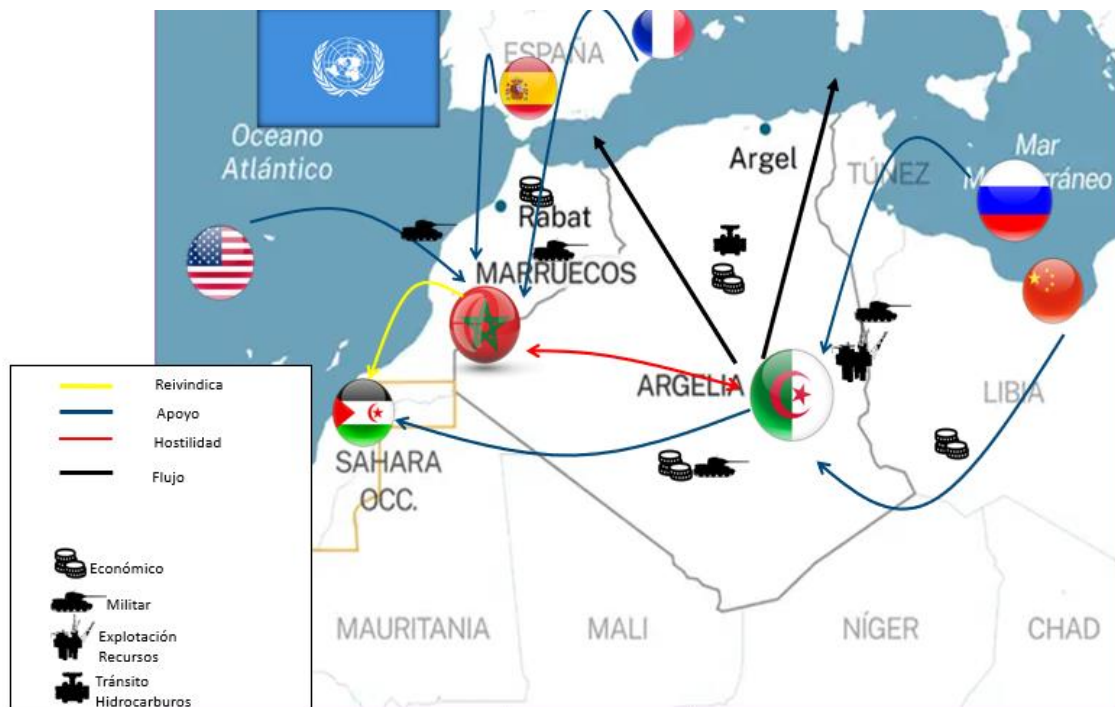 ESPAÑA
Océano
Atlántico
Argel
TÚNEZ
Mar
Mediterráneo
Rabat
MARRUECOS
ARGELIA
LIBIA
SAHARA
OCC.
MAURITANIA
MALI
NÍGER
CHAD
Reivindica
Apoyo
Hostilidad
Flujo
Económico
Militar
Explotación
Recursos
Tránsito
Hidrocarburos